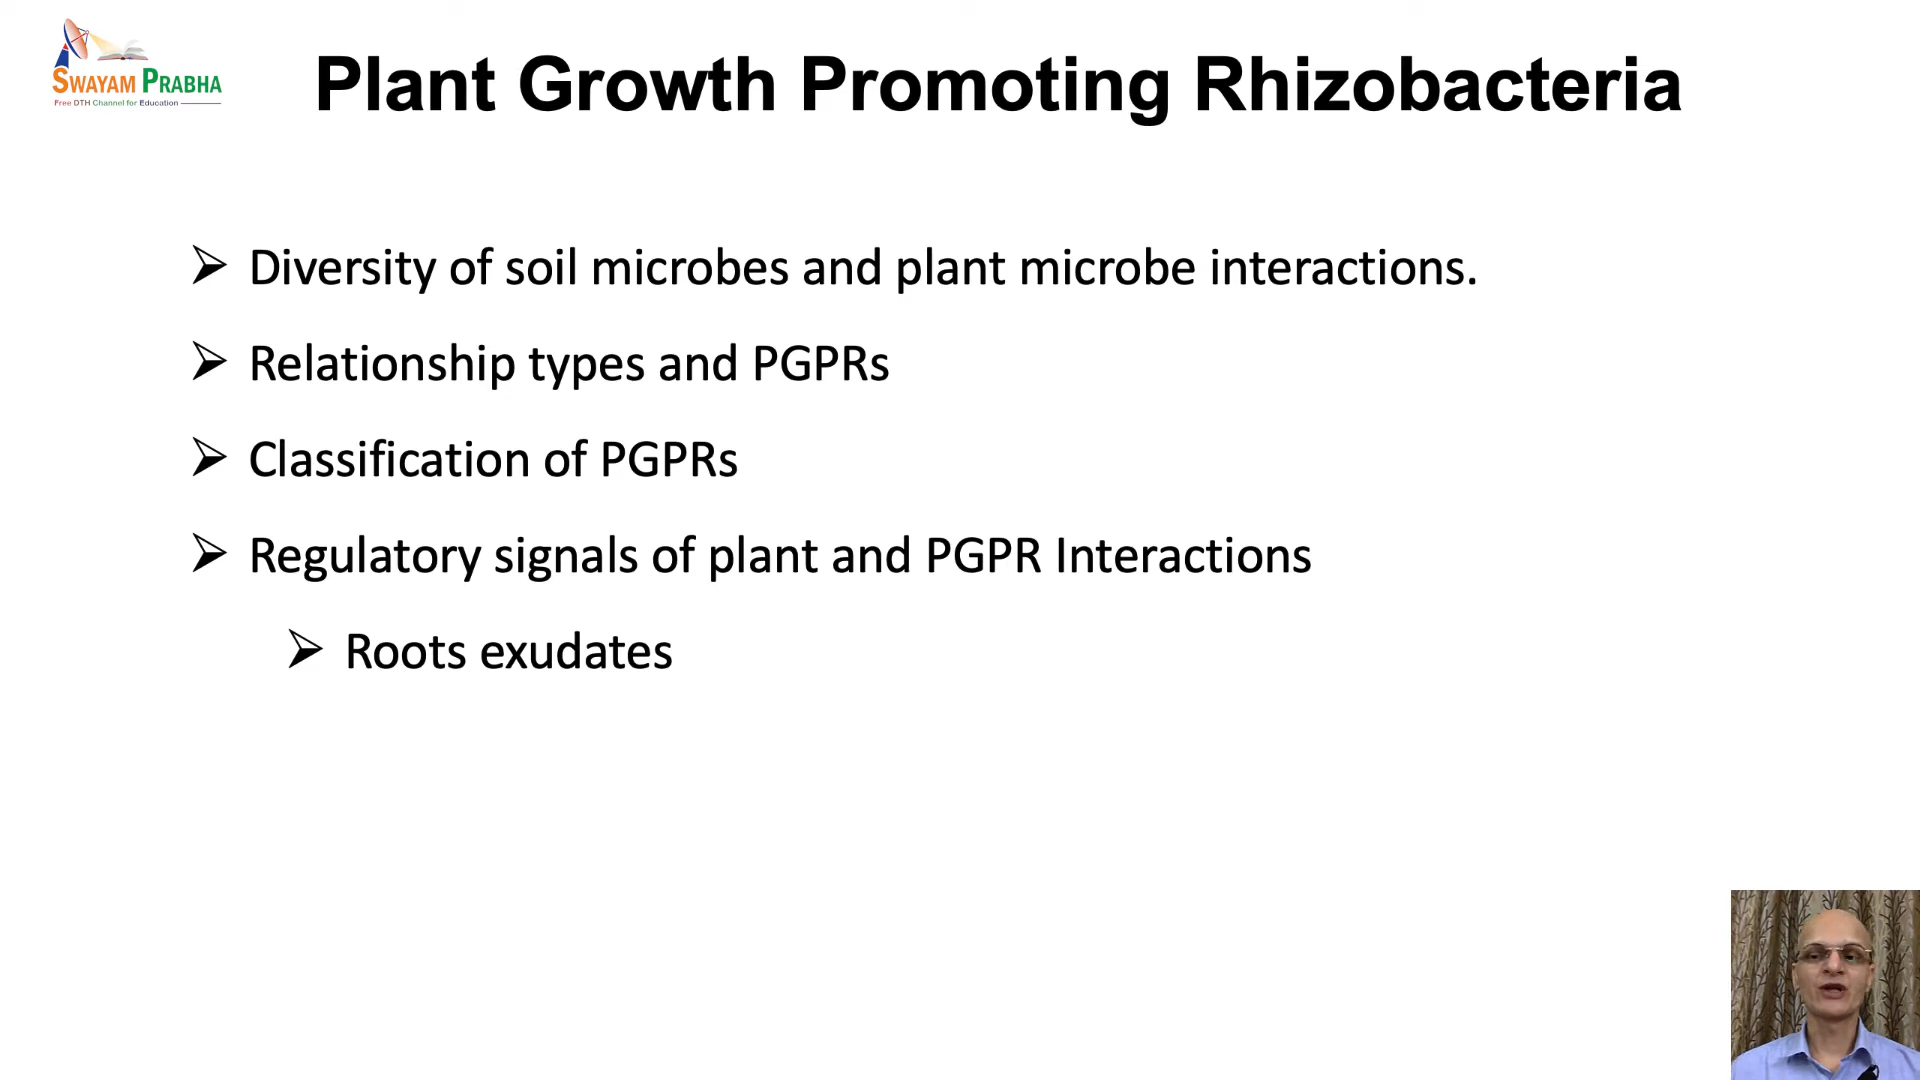 SWAYAM PRABHA
Free DTH Channel for Education
Plant Growth Promoting Rhizobacteria
➢ Diversity of soil microbes and plant microbe interactions.
➢ Relationship types and PGPRs
➢ Classification of PGPRs
➢ Regulatory signals of plant and PGPR Interactions
➢ Roots exudates